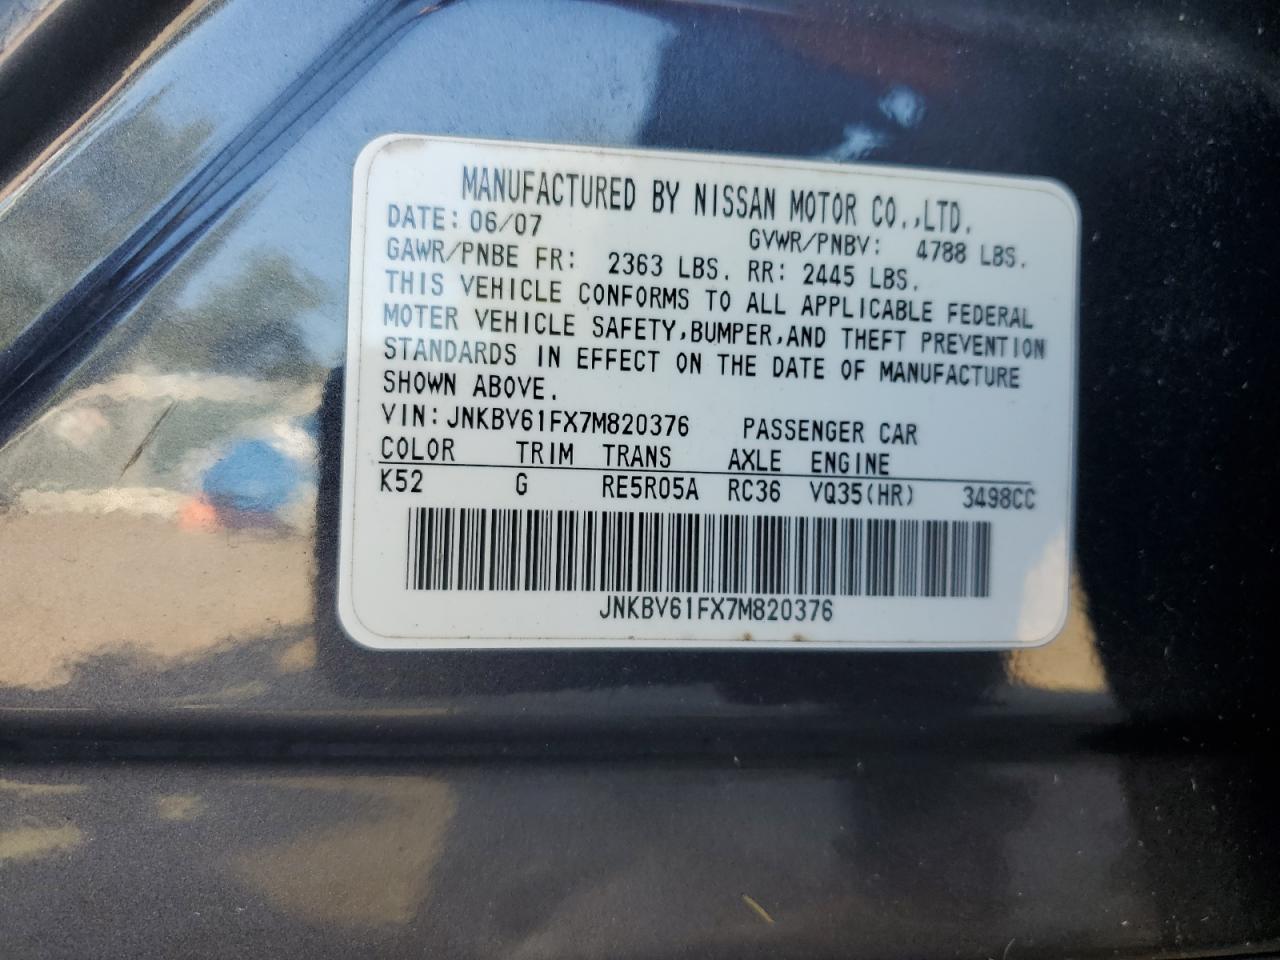 MANUFACTURED BY NISSAN MOTOR CO.,LTD.
DATE: 06/07 GVWR/PNBV: 4788 LBS.
GAWR/PNBE FR: 2363 LBS. RR: 2445 LBS.
THIS VEHICLE CONFORMS TO ALL APPLICABLE FEDERAL
MOTER VEHICLE SAFETY,BUMPER,AND THEFT PREVENTION
STANDARDS IN EFFECT ON THE DATE OF MANUFACTURE
SHOWN ABOVE.
VIN: JNKBV61FX7M820376 PASSENGER CAR
COLOR TRIM TRANS AXLE ENGINE
K52 G RE5R05A RC36 VQ35(HR) 3498CC
JNKBV61FX7M820376